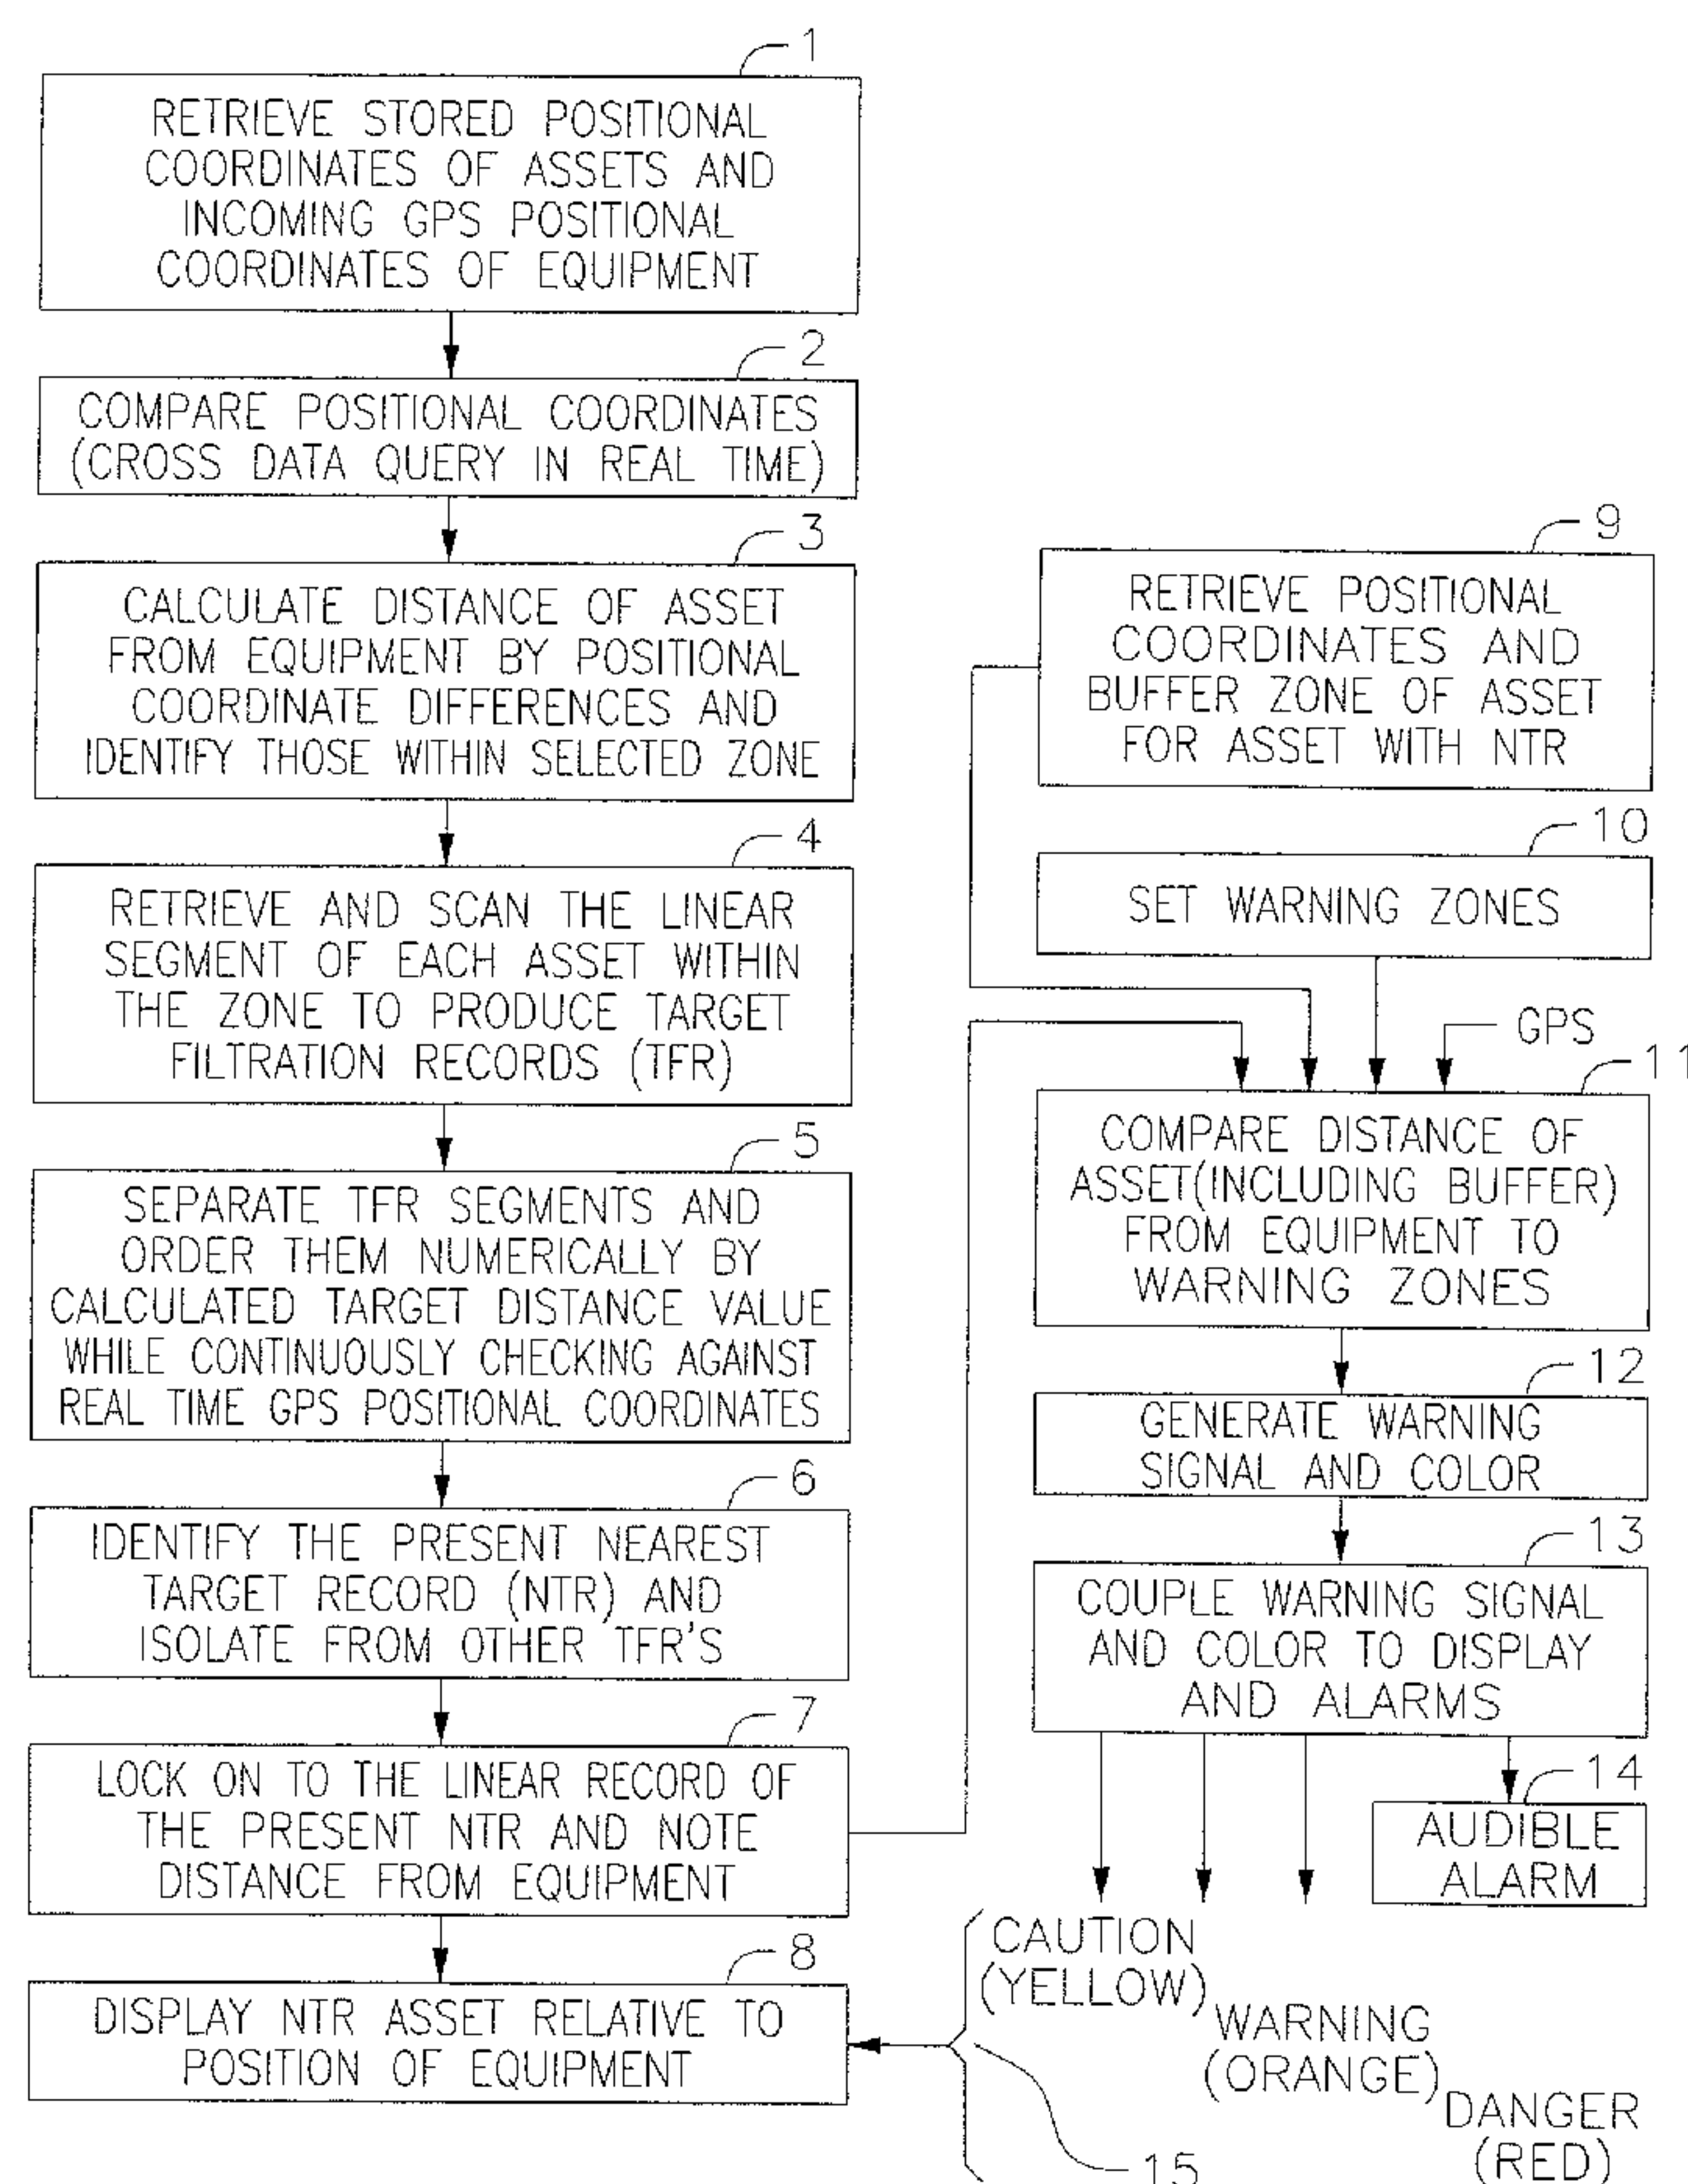 1
RETRIEVE STORED POSITIONAL
COORDINATES OF ASSETS AND
INCOMING GPS POSITIONAL
COORDINATES OF EQUIPMENT
2
COMPARE POSITIONAL COORDINATES
(CROSS DATA QUERY IN REAL TIME)
3
CALCULATE DISTANCE OF ASSET
FROM EQUIPMENT BY POSITIONAL
COORDINATE DIFFERENCES AND
IDENTIFY THOSE WITHIN SELECTED ZONE
4
RETRIEVE AND SCAN THE LINEAR
SEGMENT OF EACH ASSET WITHIN
THE ZONE TO PRODUCE TARGET
FILTRATION RECORDS (TFR)
5
SEPARATE TFR SEGMENTS AND
ORDER THEM NUMERICALLY BY
CALCULATED TARGET DISTANCE VALUE
WHILE CONTINUOUSLY CHECKING AGAINST
REAL TIME GPS POSITIONAL COORDINATES
6
IDENTIFY THE PRESENT NEAREST
TARGET RECORD (NTR) AND
ISOLATE FROM OTHER TFR'S
7
LOCK ON TO THE LINEAR RECORD OF
THE PRESENT NTR AND NOTE
DISTANCE FROM EQUIPMENT
8
DISPLAY NTR ASSET RELATIVE TO
POSITION OF EQUIPMENT
9
RETRIEVE POSITIONAL
COORDINATES AND
BUFFER ZONE OF ASSET
FOR ASSET WITH NTR
10
SET WARNING ZONES
GPS
11
COMPARE DISTANCE OF
ASSET(INCLUDING BUFFER)
FROM EQUIPMENT TO
WARNING ZONES
12
GENERATE WARNING
SIGNAL AND COLOR
13
COUPLE WARNING SIGNAL
AND COLOR TO DISPLAY
AND ALARMS
14
AUDIBLE
ALARM
CAUTION
(YELLOW)
WARNING
(ORANGE)
DANGER
(RED)
15